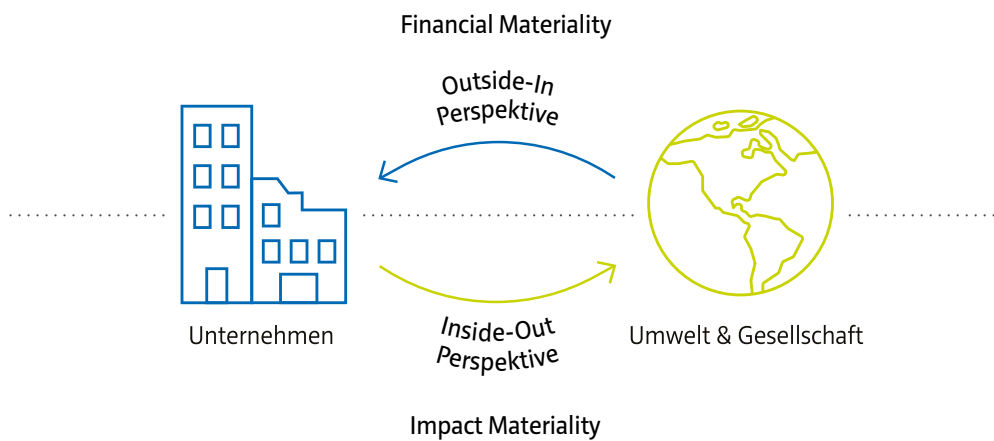 Financial Materiality
Outside-In
Perspektive
Unternehmen
Umwelt & Gesellschaft
Inside-Out
Perspektive
Impact Materiality